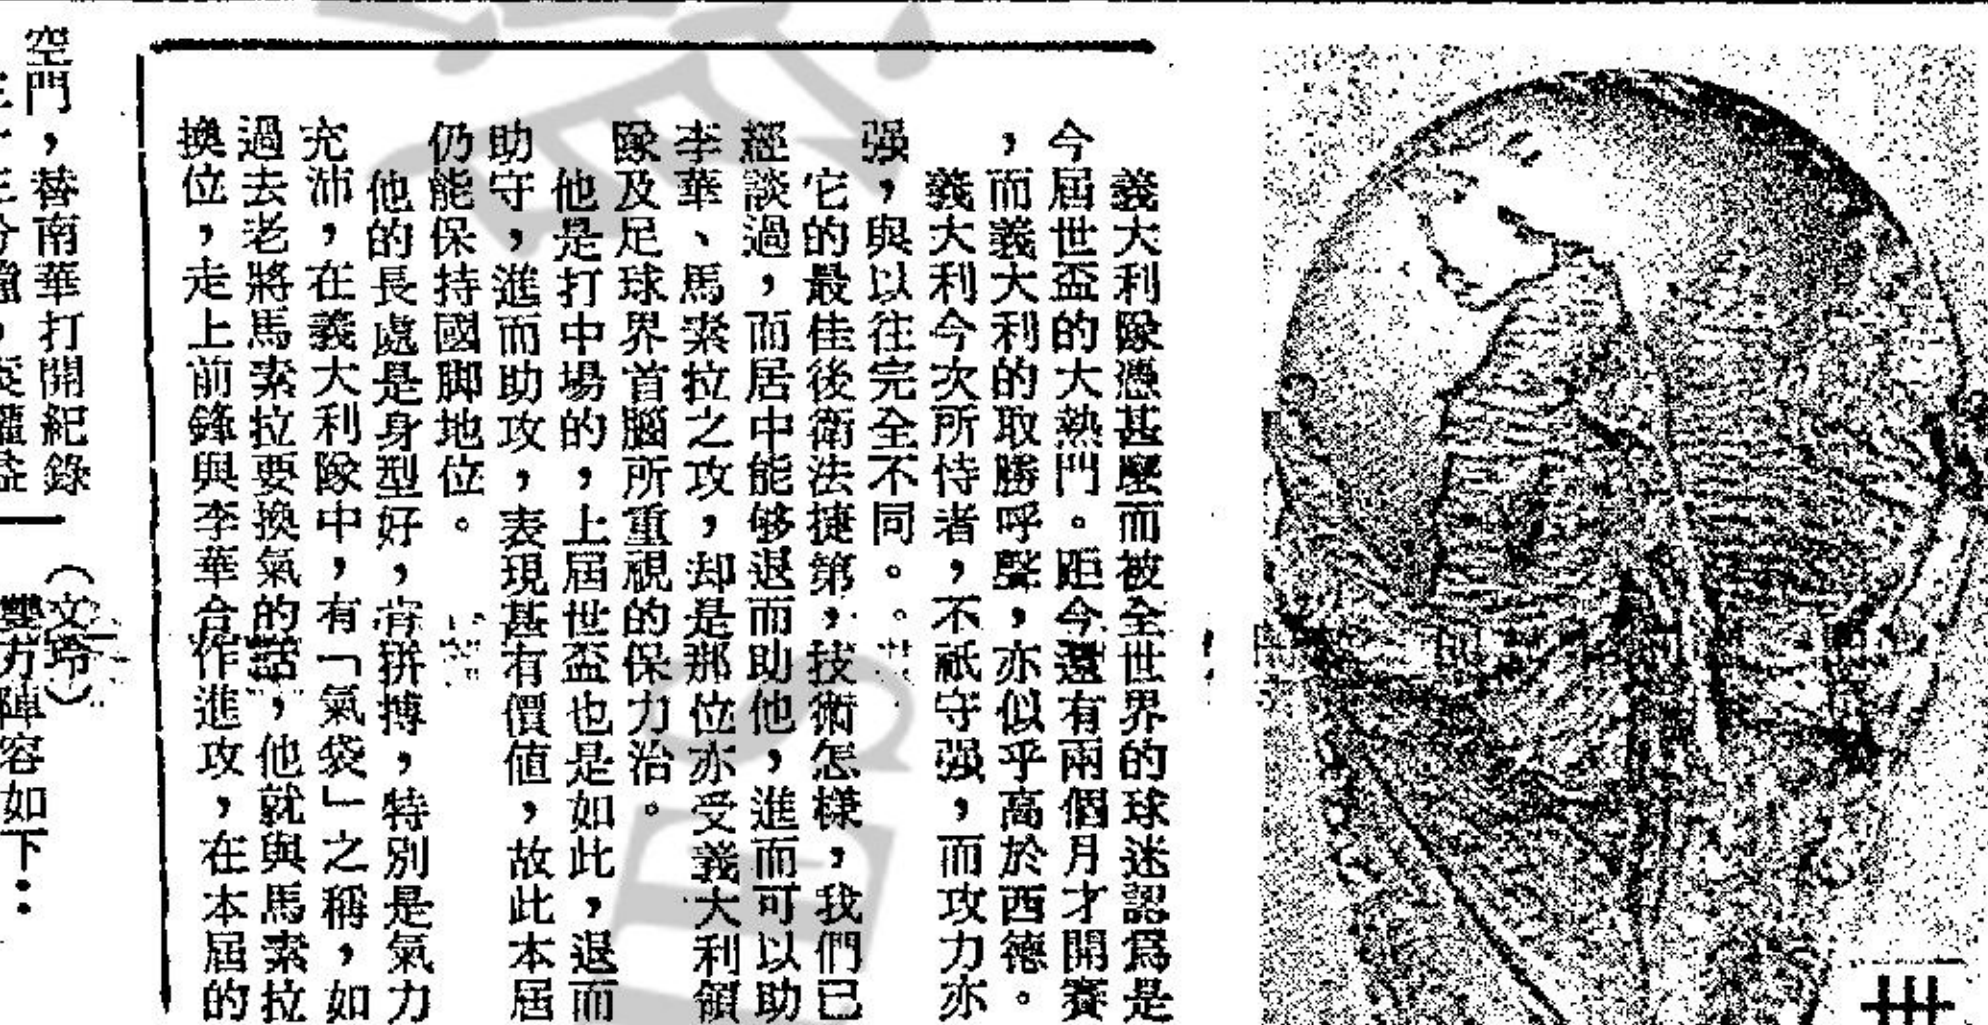 義大利隊憑甚麼而被全世界的球迷認爲是
今屆世盃的大熱門。距今還有兩個月才開賽
，而義大利的取勝呼聲，亦似乎高於西德。
義大利今次所恃者，不祇守强，而攻力亦
强，與以往完全不同。。
它的最佳後衛法捷第，技術怎樣，我們已
經談過，而居中能够退而助他，進而可以助
李華、馬素拉之攻，却是那位亦受義大利領
隊及足球界首腦所重視的保力治。
他是打中場的，上屆世盃也是如此，退而
助守，進而助攻，表現甚有價值，故此本屆
仍能保持國脚地位。
他的長處是身型好，肯拼搏，特別是氣力
充沛，在義大利隊中，有「氣袋」之稱，如
過去老將馬素拉要換氣的話，他就與馬素拉
換位，走上前鋒與李華合作進攻，在本屆的
空門，替南華打開紀錄（文玲）
雙方陣容如下：